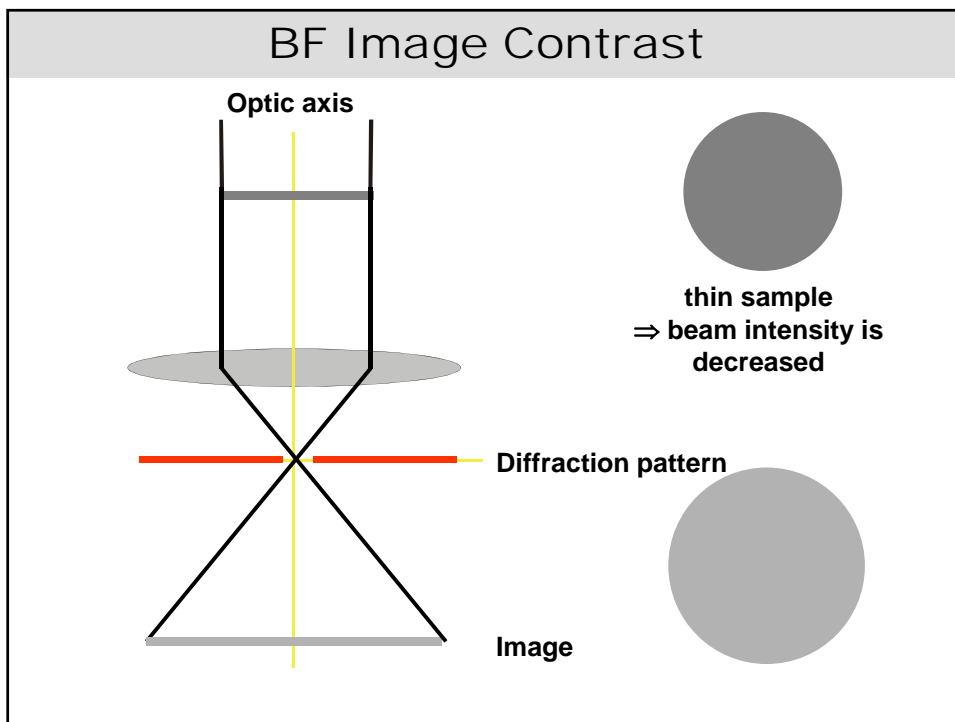 BF Image Contrast
Optic axis
thin sample
⇒ beam intensity is
decreased
Diffraction pattern
Image